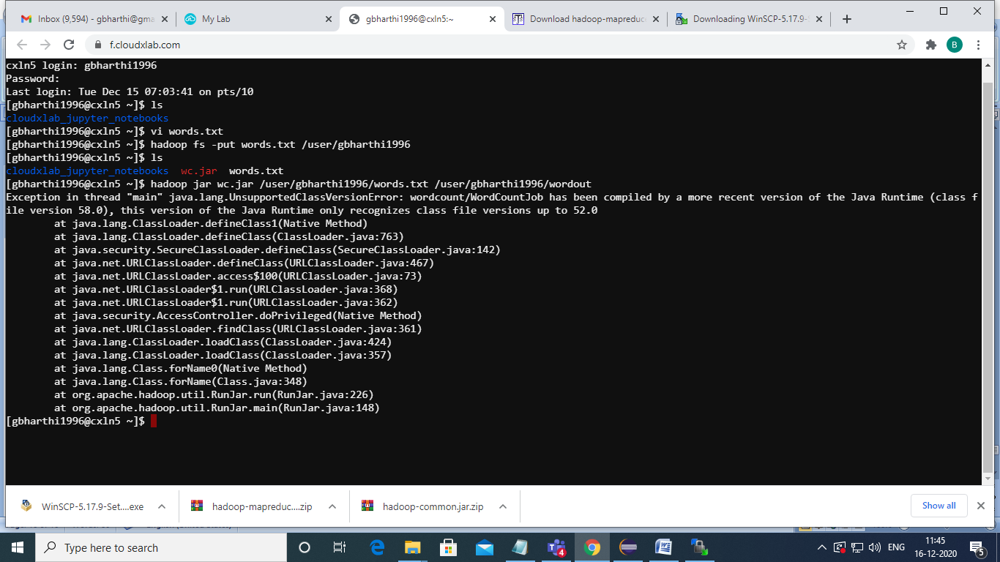 Inbox (9,594) - gbharthi@gma
My Lab
gbharthi1996@cxln5:~
Download hadoop-mapreduc
Downloading WinSCP-5.17.9-
f.cloudxlab.com
B
cxln5 login: gbharthi1996
Password:
Last login: Tue Dec 15 07:03:41 on pts/10
[gbharthi1996@cxln5 ~]$ ls
cloudxlab_jupyter_notebooks
[gbharthi1996@cxln5 ~]$ vi words.txt
[gbharthi1996@cxln5 ~]$ hadoop fs -put words.txt /user/gbharthi1996
[gbharthi1996@cxln5 ~]$ ls
cloudxlab_jupyter_notebooks  wc.jar  words.txt
[gbharthi1996@cxln5 ~]$ hadoop jar wc.jar /user/gbharthi1996/words.txt /user/gbharthi1996/wordout
Exception in thread "main" java.lang.UnsupportedClassVersionError: wordcount/WordCountJob has been compiled by a more recent version of the Java Runtime (class f
ile version 58.0), this version of the Java Runtime only recognizes class file versions up to 52.0
        at java.lang.ClassLoader.defineClass1(Native Method)
        at java.lang.ClassLoader.defineClass(ClassLoader.java:763)
        at java.security.SecureClassLoader.defineClass(SecureClassLoader.java:142)
        at java.net.URLClassLoader.defineClass(URLClassLoader.java:467)
        at java.net.URLClassLoader.access$100(URLClassLoader.java:73)
        at java.net.URLClassLoader$1.run(URLClassLoader.java:368)
        at java.net.URLClassLoader$1.run(URLClassLoader.java:362)
        at java.security.AccessController.doPrivileged(Native Method)
        at java.net.URLClassLoader.findClass(URLClassLoader.java:361)
        at java.lang.ClassLoader.loadClass(ClassLoader.java:424)
        at java.lang.ClassLoader.loadClass(ClassLoader.java:357)
        at java.lang.Class.forName0(Native Method)
        at java.lang.Class.forName(Class.java:348)
        at org.apache.hadoop.util.RunJar.run(RunJar.java:226)
        at org.apache.hadoop.util.RunJar.main(RunJar.java:148)
[gbharthi1996@cxln5 ~]$
WinSCP-5.17.9-Set....exe
hadoop-mapreduc....zip
hadoop-common.jar.zip
Show all
Type here to search
4
ENG
11:45
16-12-2020
5